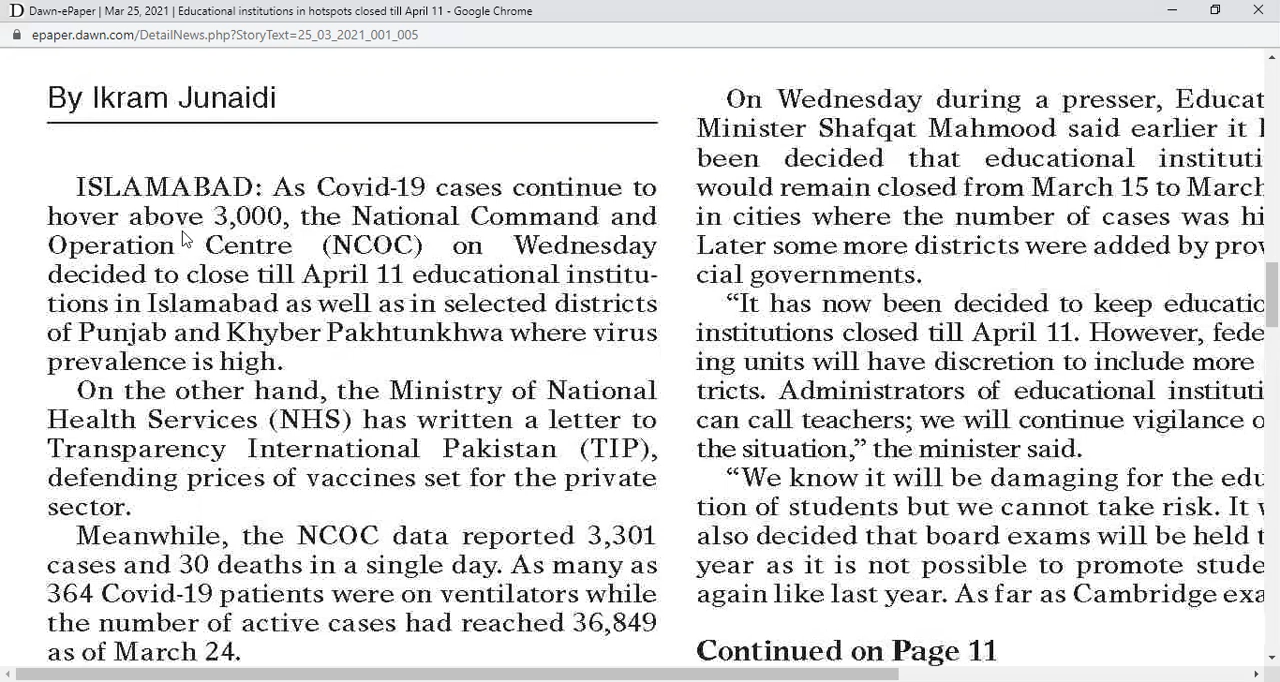 Dawn-ePaper | Mar 25, 2021 | Educational institutions in hotspots closed till April 11 - Google Chrome
epaper.dawn.com/DetailNews.php?StoryText=25_03_2021_001_005
By Ikram Junaidi
ISLAMABAD: As Covid-19 cases continue to
hover above 3,000, the National Command and
Operation Centre (NCOC) on Wednesday
decided to close till April 11 educational institu-
tions in Islamabad as well as in selected districts
of Punjab and Khyber Pakhtunkhwa where virus
prevalence is high.
On the other hand, the Ministry of National
Health Services (NHS) has written a letter to
Transparency International Pakistan (TIP),
defending prices of vaccines set for the private
sector.
Meanwhile, the NCOC data reported 3,301
cases and 30 deaths in a single day. As many as
364 Covid-19 patients were on ventilators while
the number of active cases had reached 36,849
as of March 24.
On Wednesday during a presser, Educat
Minister Shafqat Mahmood said earlier it
been decided that educational instituti
would remain closed from March 15 to March
in cities where the number of cases was hi
Later some more districts were added by prov
cial governments.
“It has now been decided to keep educatio
institutions closed till April 11. However, fede
ing units will have discretion to include more
tricts. Administrators of educational instituti
can call teachers; we will continue vigilance o
the situation,” the minister said.
“We know it will be damaging for the edu
tion of students but we cannot take risk. It
also decided that board exams will be held t
year as it is not possible to promote stude
again like last year. As far as Cambridge exa
Continued on Page 11